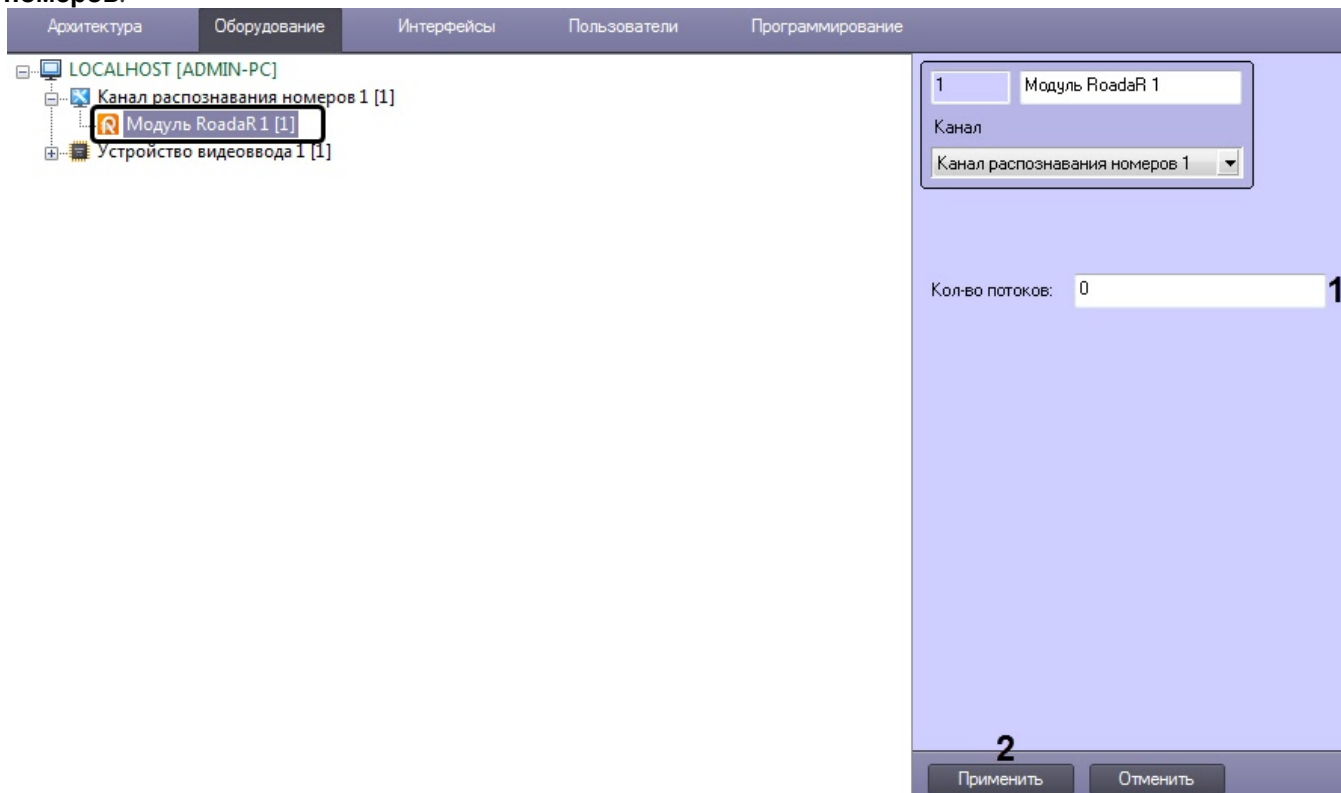 номеров.
Архитектура Оборудование Интерфейсы Пользователи Программирование
LOCALHOST [ADMIN-PC]
Канал распознавания номеров 1 [1]
Модуль RoadaR 1 [1]
Устройство видеоввода 1 [1]
1 Модуль RoadaR 1
Канал
Канал распознавания номеров 1
Кол-во потоков: 0 1
2
Применить Отменить